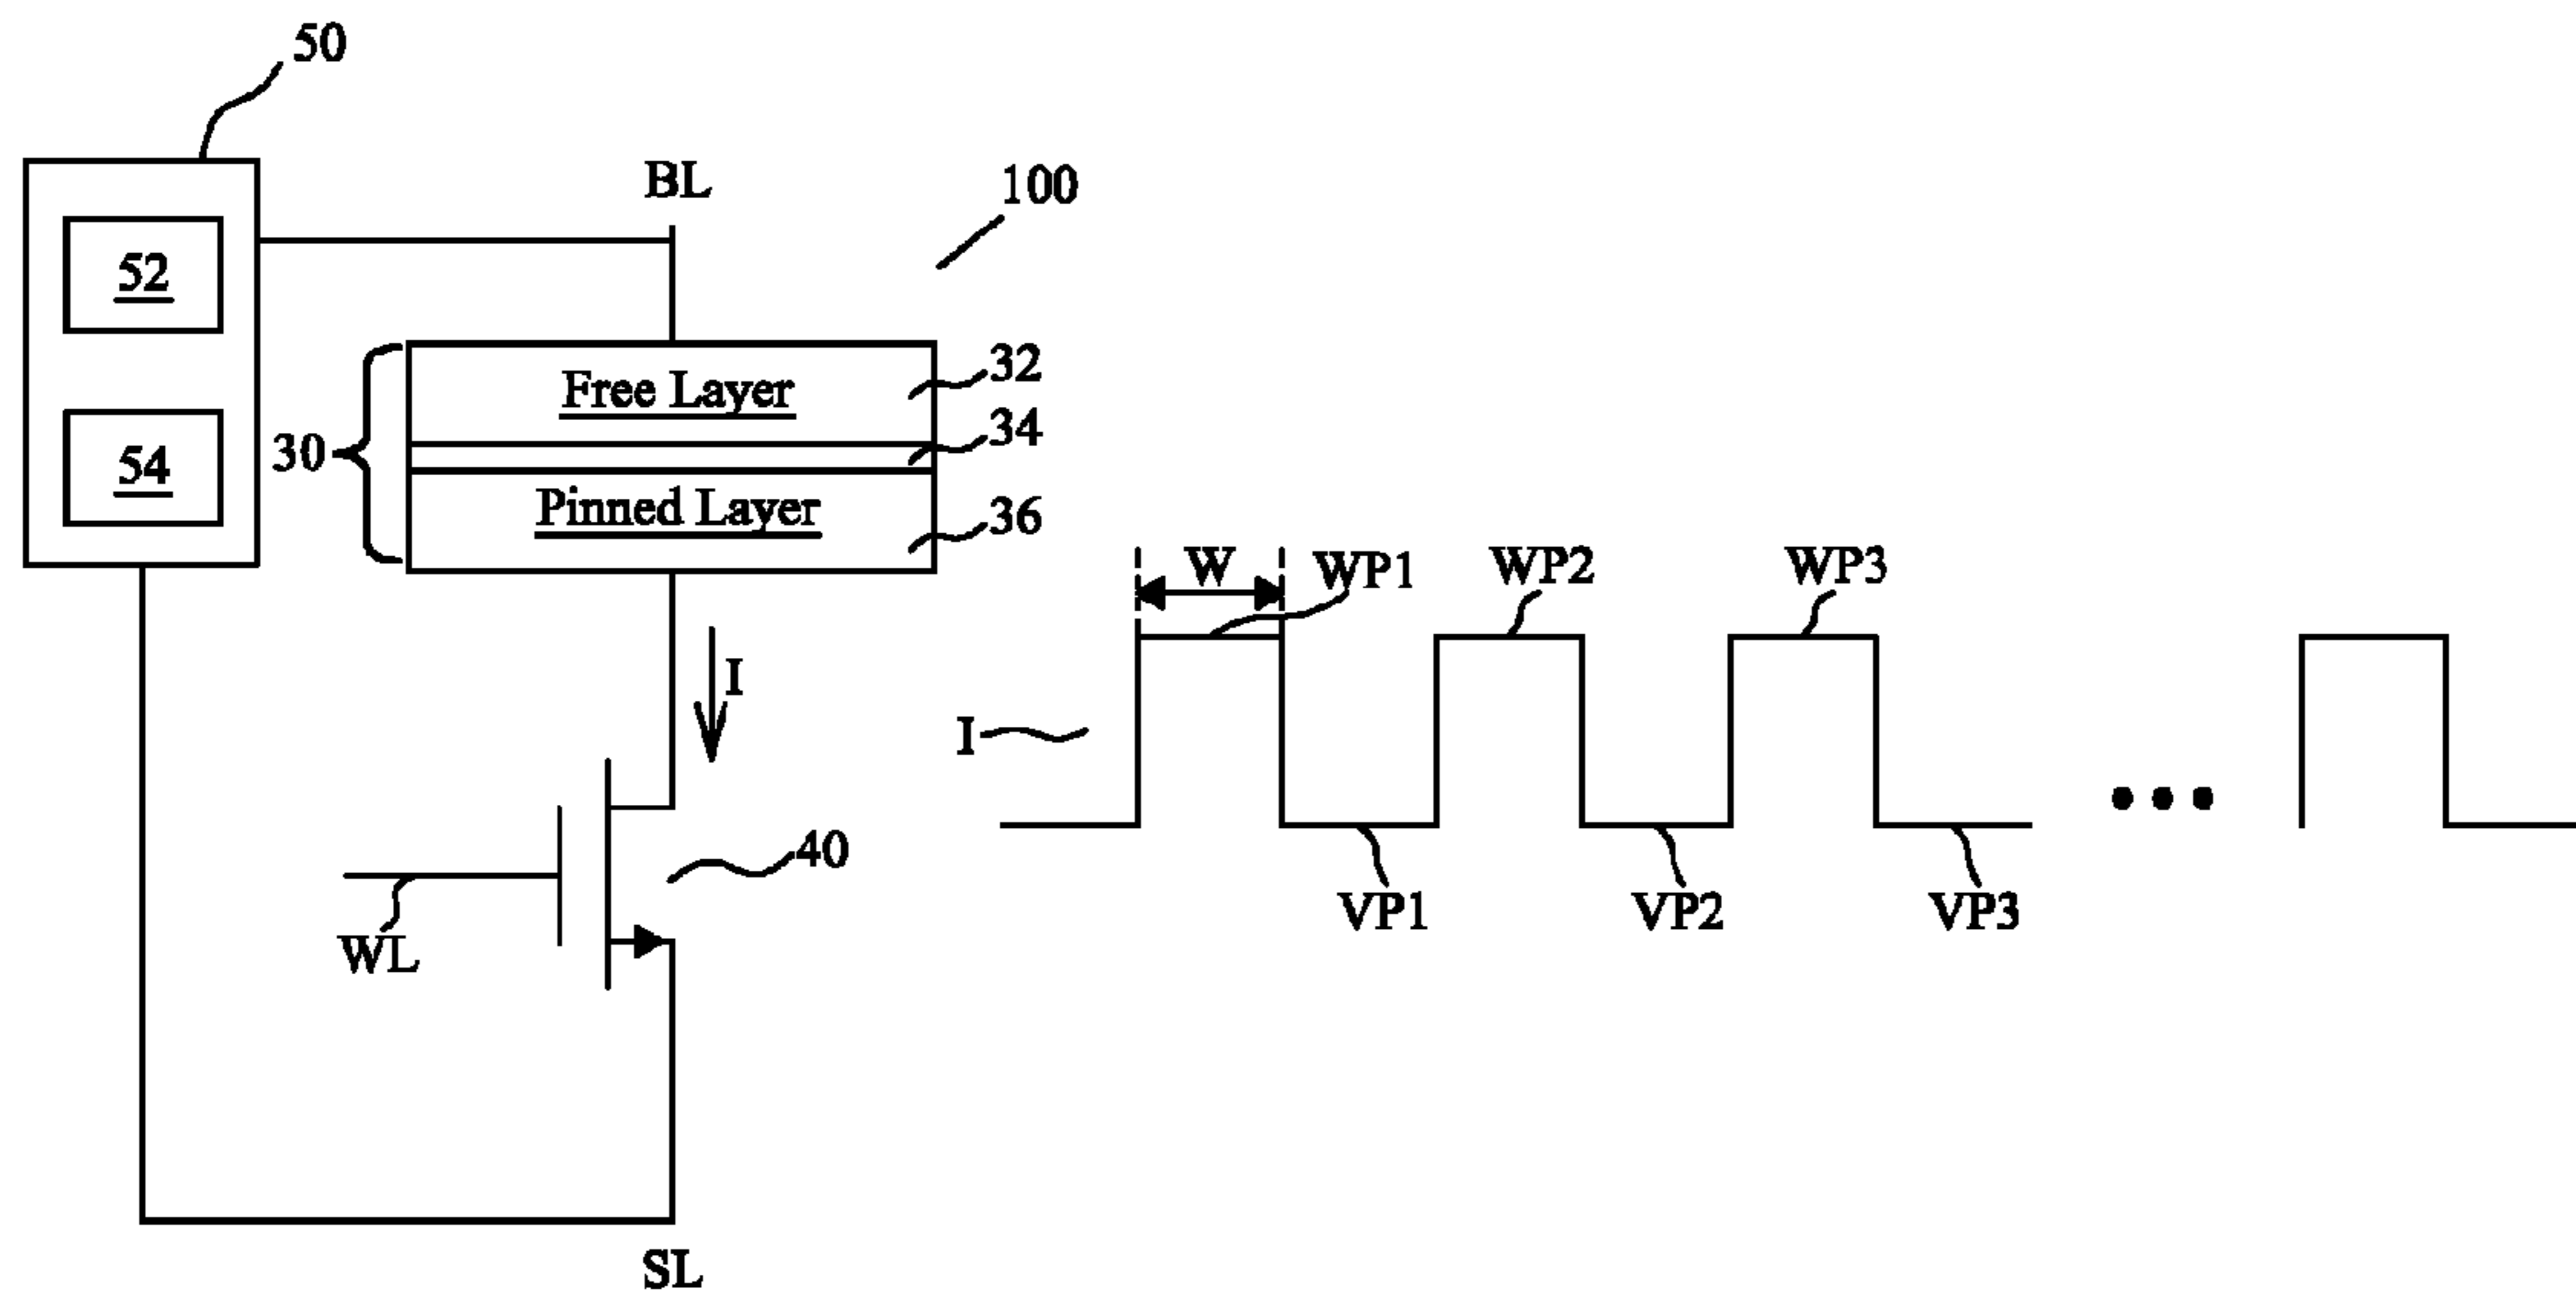 50
BL
100
52
Free Layer
32
34
30
54
Pinned Layer
36
W
WP1
WP2
WP3
I
I
40
VP1
VP2
VP3
WL
SL